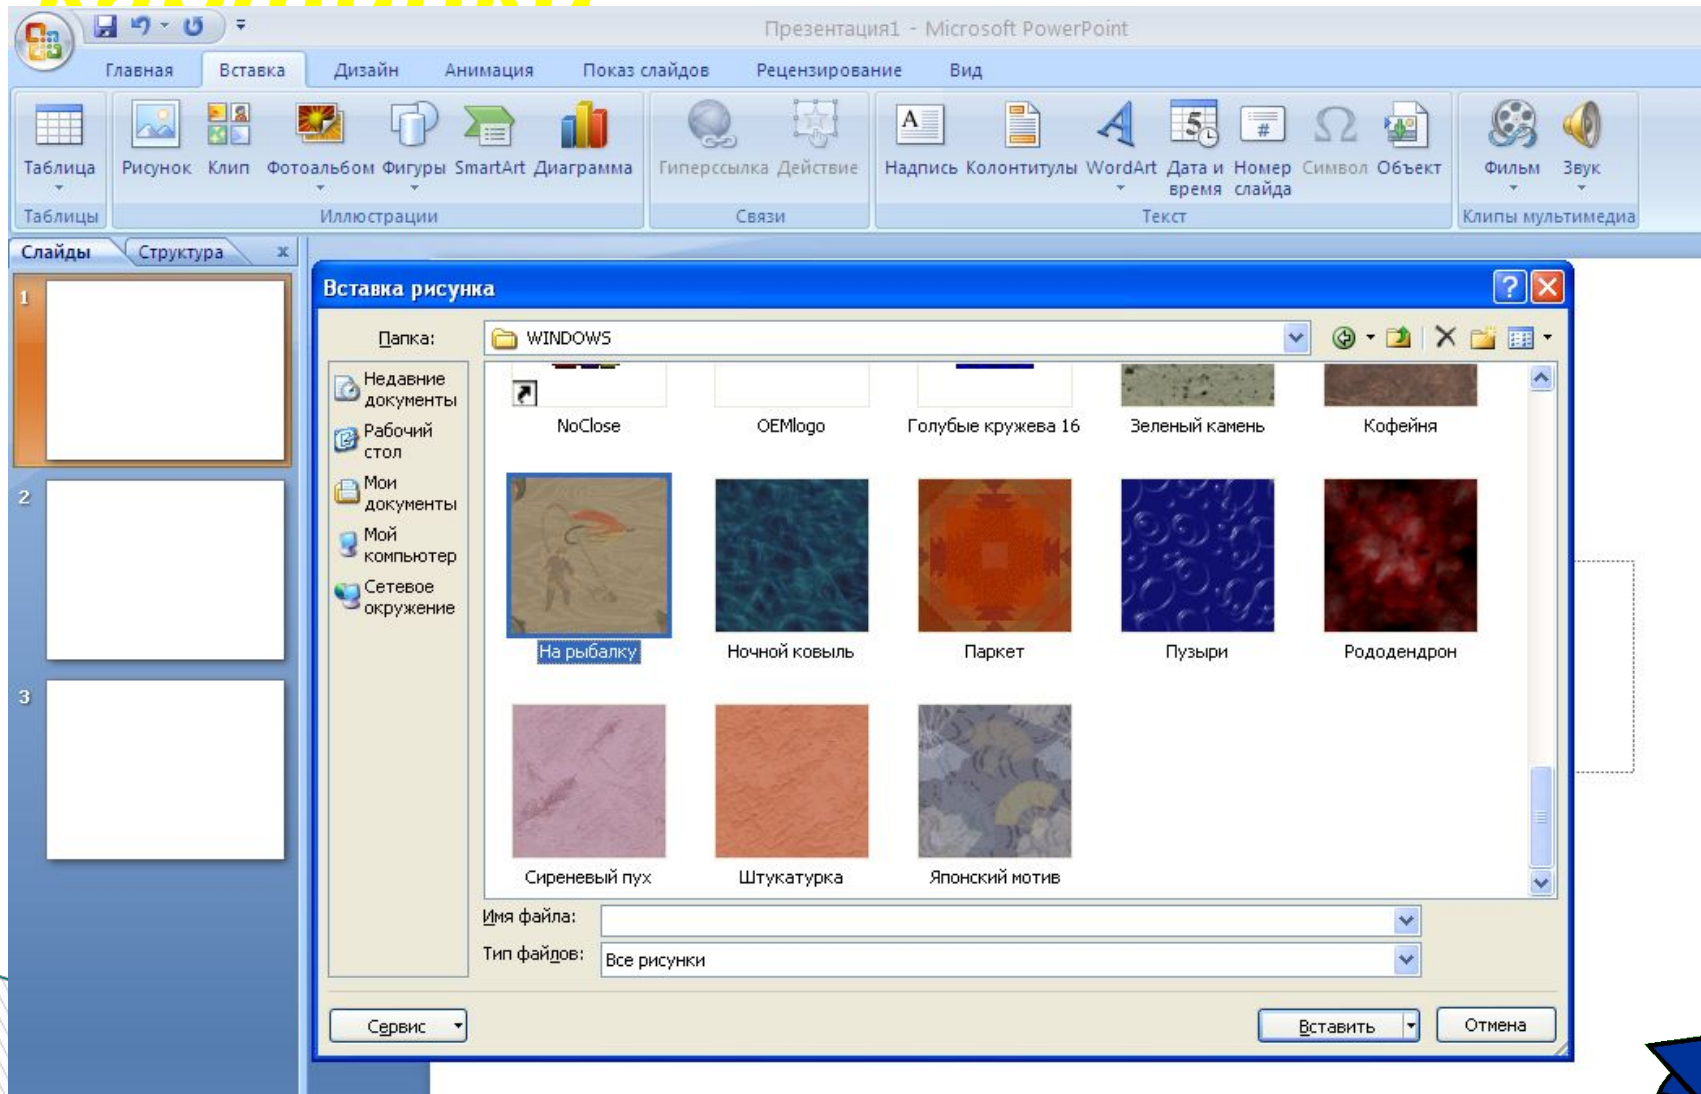 Презентация1 - Microsoft PowerPoint
Главная Вставка Дизайн Анимация Показ слайдов Рецензирование Вид
Таблица Рисунок Клип Фотоальбом Фигуры SmartArt Диаграмма Гиперссылка Действие Надпись Колонтитулы WordArt Дата и время Номер слайда Символ Объект Фильм Звук
Таблицы Иллюстрации Связи Текст Клипы мультимедиа
Слайды Структура x
1
2
3
Вставка рисунка
Папка: WINDOWS
Недавние
документы
Рабочий
стол
Мои
документы
Мой
компьютер
Сетевое
окружение
NoClose OEMlogo Голубые кружева 16 Зеленый камень Кофейня
На рыбалку Ночной ковыль Паркет Пузыри Рододендрон
Сиреневый пух Штукатурка Японский мотив
Имя файла:
Тип файлов: Все рисунки
Сервис Вставить Отмена